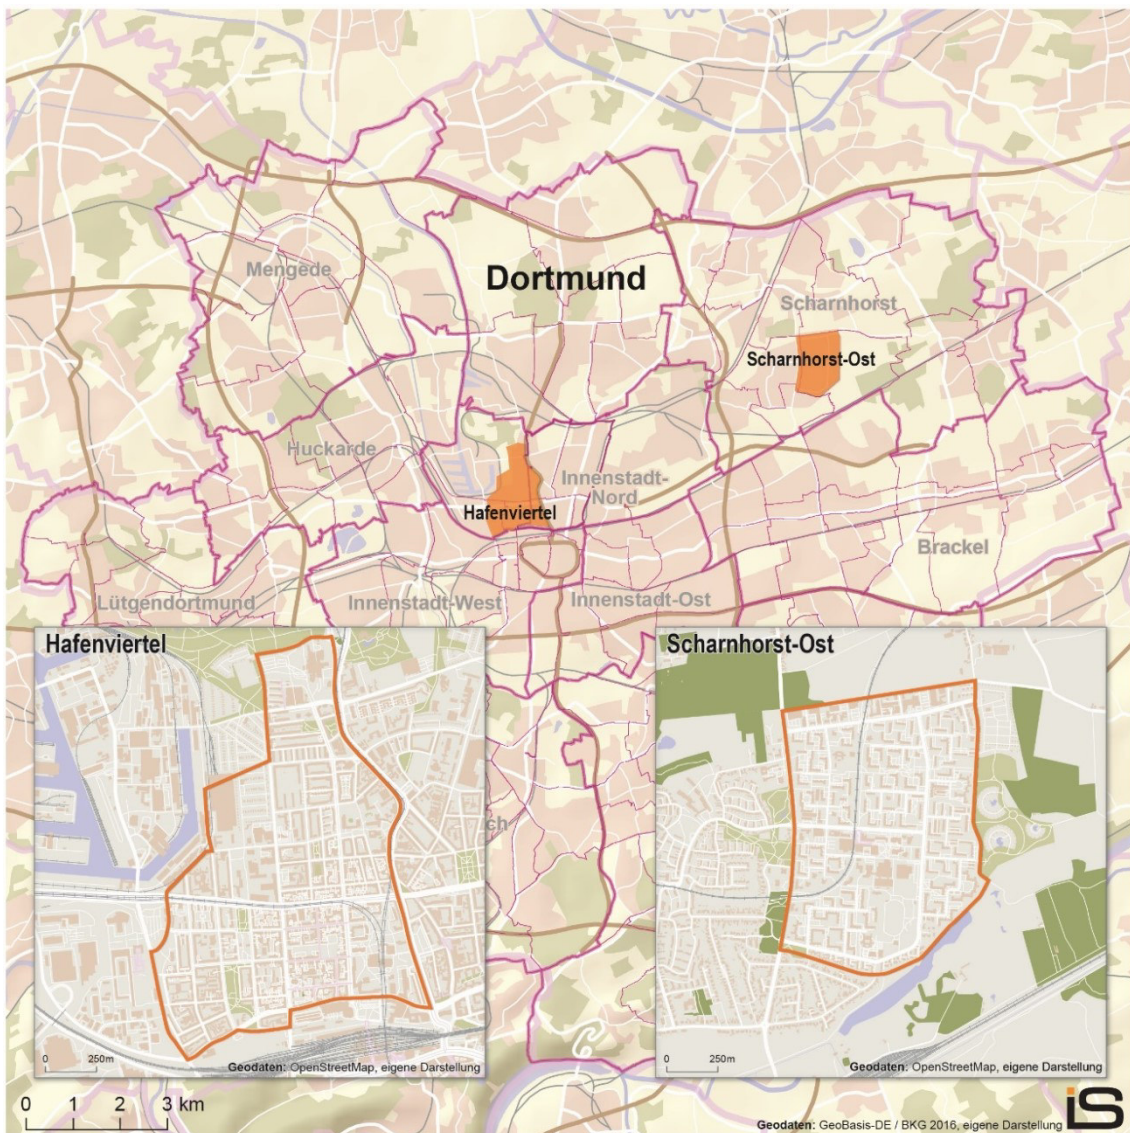 Dortmund
Mengede
Scharnhorst
Scharnhorst-Ost
Huckarde
Innenstadt-
Nord
Hafenviertel
Brackel
Lütgendortmund
Innenstadt-West
Innenstadt-Ost
Hafenviertel
0 250m
Geodaten: OpenStreetMap, eigene Darstellung
ch
Scharnhorst-Ost
0 250m
Geodaten: OpenStreetMap, eigene Darstellung
0 1 2 3 km
Geodaten: GeoBasis-DE / BKG 2016, eigene Darstellung
iS